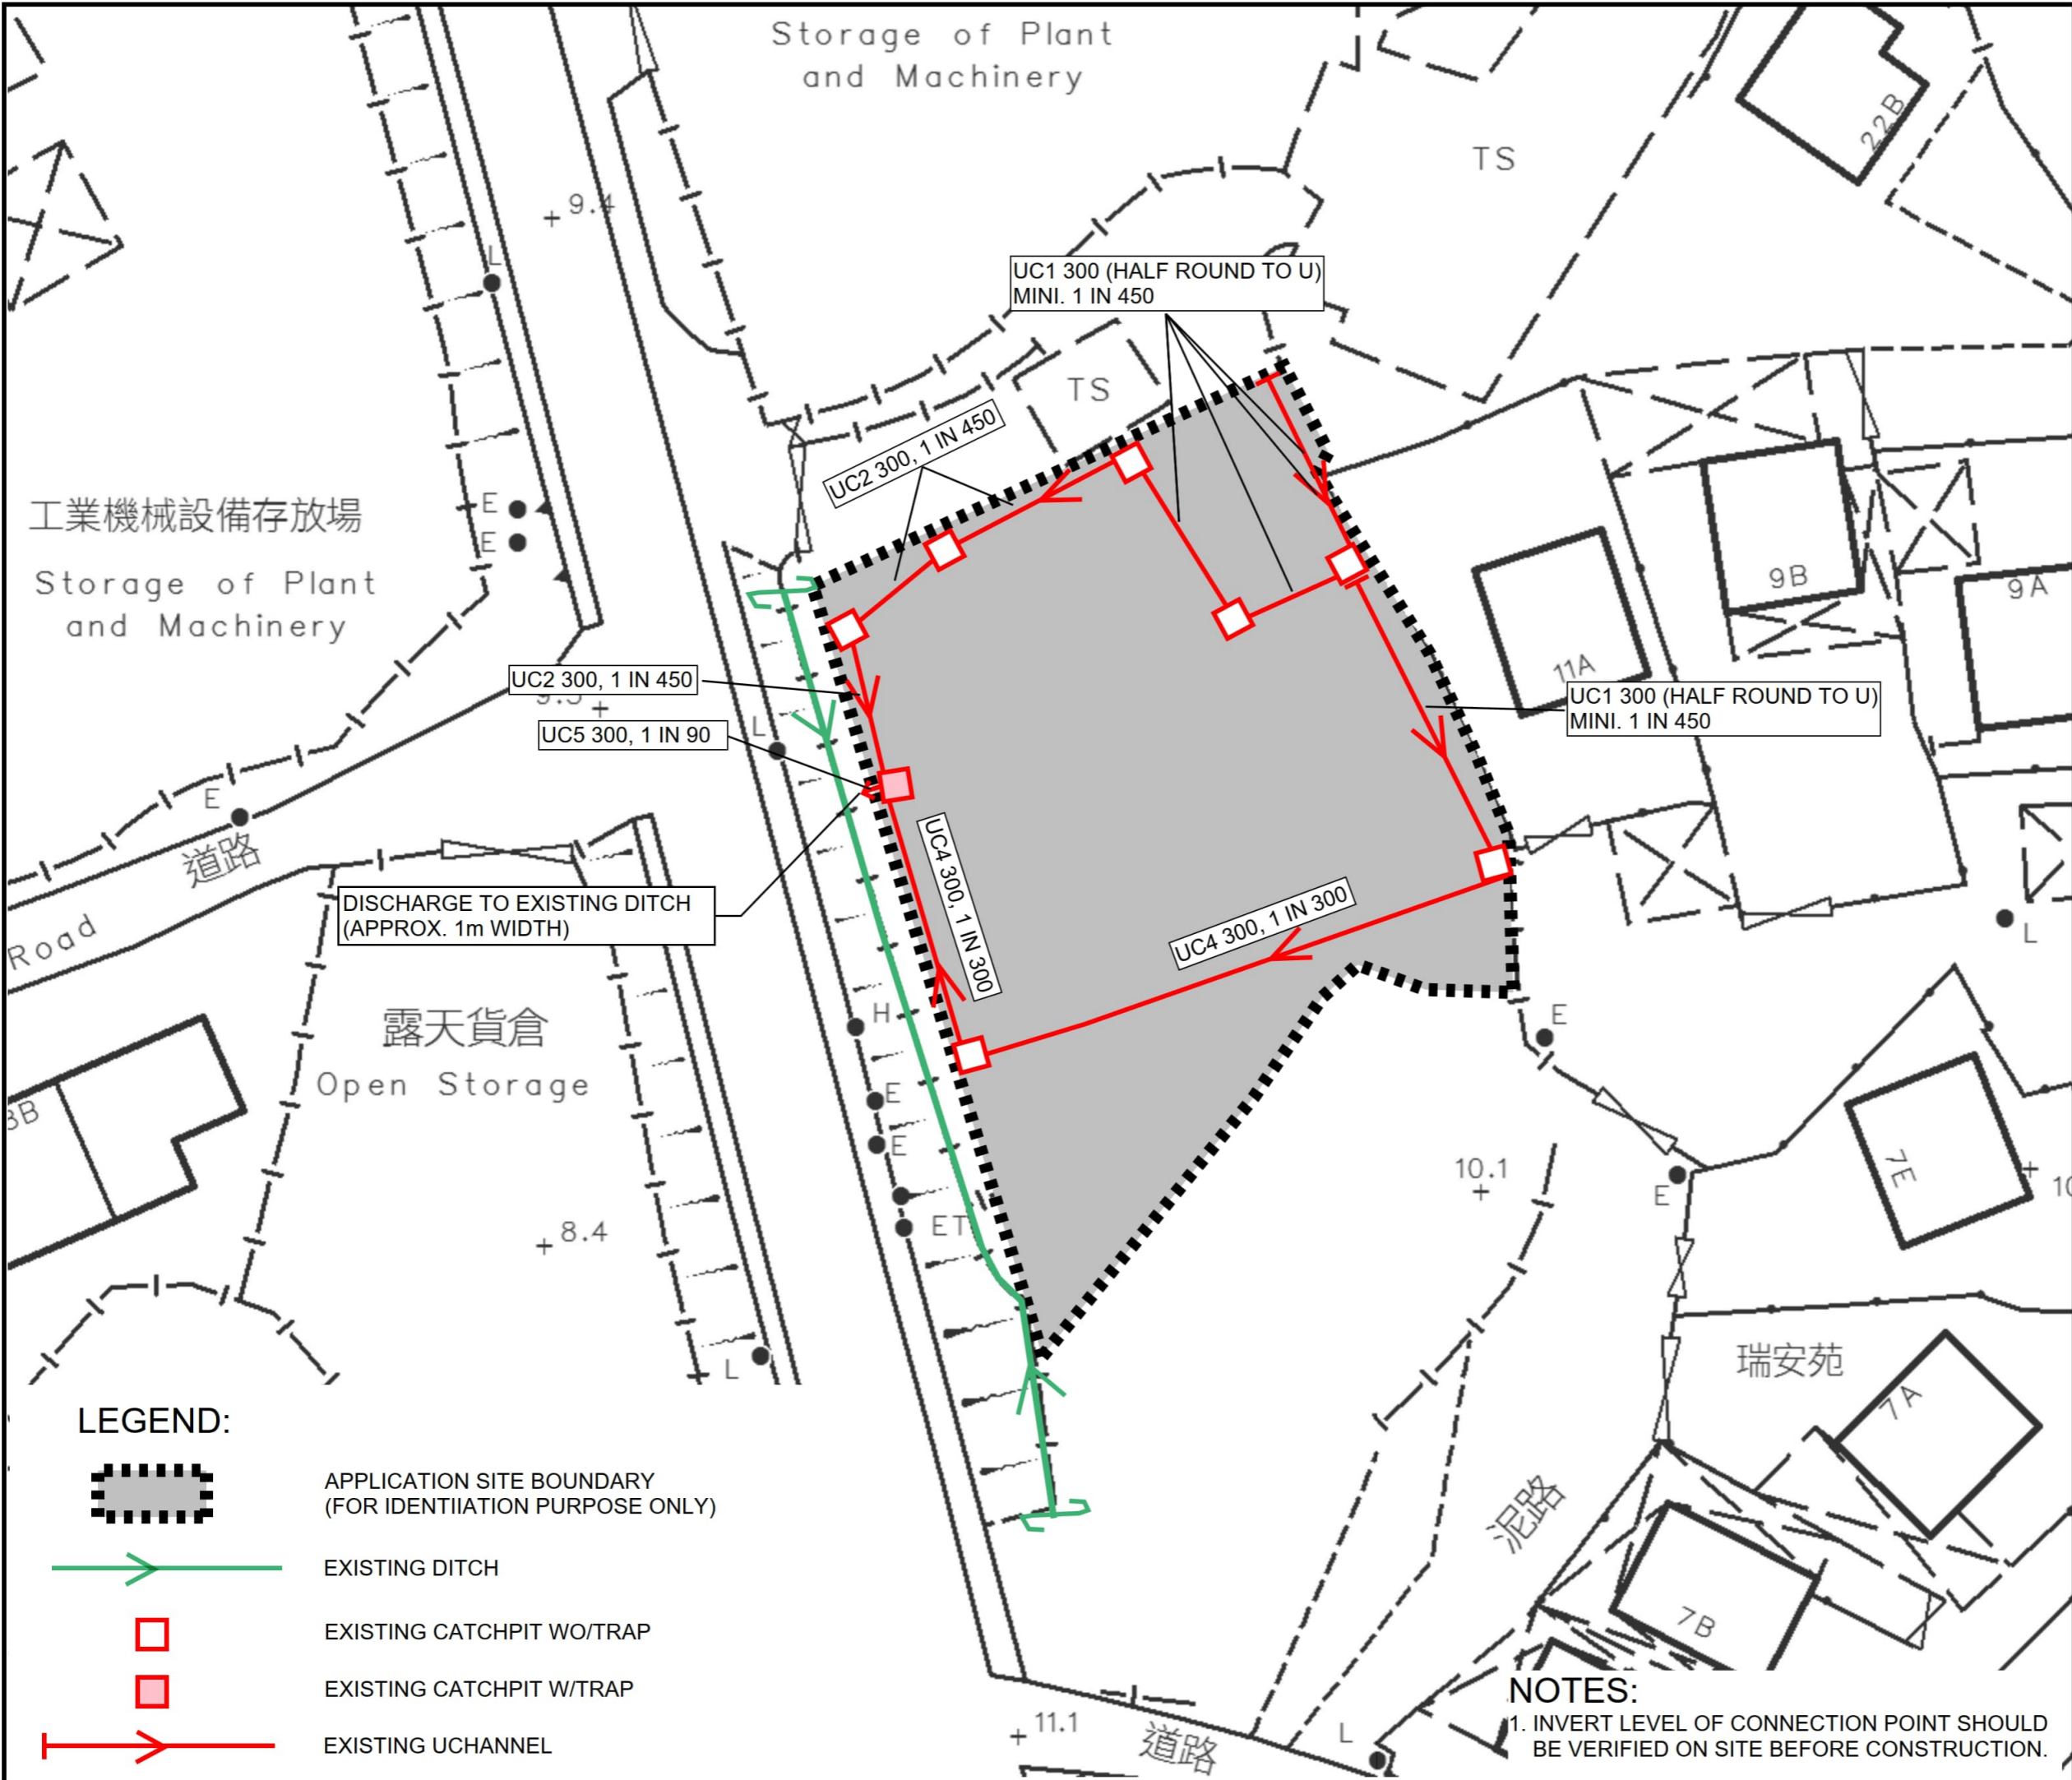 Storage of Plant
and Machinery
22B
TS
9.4
L
UC1 300 (HALF ROUND TO U)
MINI. 1 IN 450
TS
UC2 300, 1 IN 450
工業機械設備存放場
Storage of Plant
and Machinery
E
E
9B
9A
11A
UC2 300, 1 IN 450
UC5 300, 1 IN 90
L
UC1 300 (HALF ROUND TO U)
MINI. 1 IN 450
E
道路
Road
DISCHARGE TO EXISTING DITCH
(APPROX. 1m WIDTH)
UC4 300, 1 IN 300
UC4 300, 1 IN 300
L
露天貨倉
Open Storage
H
E
E
E
ET
8.4
10.1
E
7E
L
瑞安苑
7A
泥路
7B
11.1
道路
L
LEGEND:
APPLICATION SITE BOUNDARY
(FOR IDENTIIATION PURPOSE ONLY)
EXISTING DITCH
EXISTING CATCHPIT WO/TRAP
EXISTING CATCHPIT W/TRAP
EXISTING UCHANNEL
NOTES:
1. INVERT LEVEL OF CONNECTION POINT SHOULD
BE VERIFIED ON SITE BEFORE CONSTRUCTION.